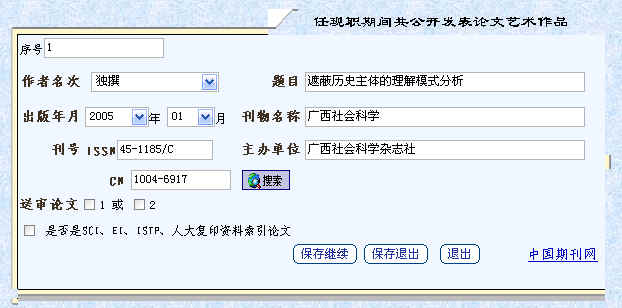 任现职期间共公开发表论文艺术作品
序号 1
作者名次 独撰 题目 遮蔽历史主体的理解模式分析
出版年月 2005 年 01 月 刊物名称 广西社会科学
刊号 ISSN 45-1185/C 主办单位 广西社会科学杂志社
CN 1004-6917 搜索
送审论文 1 或 2
是否是SCI、EI、ISTP、人大复印资料索引论文
保存继续 保存退出 退出 中国期刊网